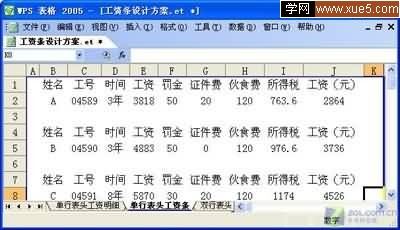 学网 www.xue5.com
WPS 表格 2005 - [工资条设计方案.et *]
文件(F) 编辑(E) 视图(V) 插入(I) 格式(O) 工具(T) 数据(D) 窗口(W) 帮助(H)
工资条设计方案.et *
K8
A B C D E F G H I J K
1 姓名 工号 时间 工资 罚金 证件费 伙食费 所得税 工资（元）
2 A 04589 3年 3818 50 20 120 763.6 2864
3
4 姓名 工号 时间 工资 罚金 证件费 伙食费 所得税 工资（元）
5 B 04590 3年 4883 50 0 120 976.6 3736
6
7 姓名 工号 时间 工资 罚金 证件费 伙食费 所得税 工资（元）
8 C 04591 8年 5870 30 20 120 1174 4526
单行表头工资明细 单行表头工资条 双行表头
数字